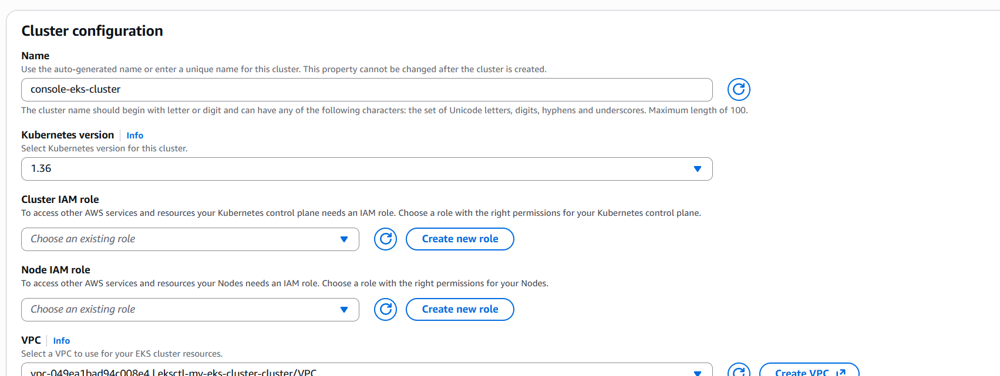 Cluster configuration
Name
Use the auto-generated name or enter a unique name for this cluster. This property cannot be changed after the cluster is created.
console-eks-cluster
The cluster name should begin with letter or digit and can have any of the following characters: the set of Unicode letters, digits, hyphens and underscores. Maximum length of 100.
Kubernetes version Info
Select Kubernetes version for this cluster.
1.36
Cluster IAM role
To access other AWS services and resources your Kubernetes control plane needs an IAM role. Choose a role with the right permissions for your Kubernetes control plane.
Choose an existing role Create new role
Node IAM role
To access other AWS services and resources your Nodes needs an IAM role. Choose a role with the right permissions for your Nodes.
Choose an existing role Create new role
VPC Info
Select a VPC to use for your EKS cluster resources.
vpc-049ea1bad94c008e4 | eksctl-my-eks-cluster-cluster/VPC Create VPC